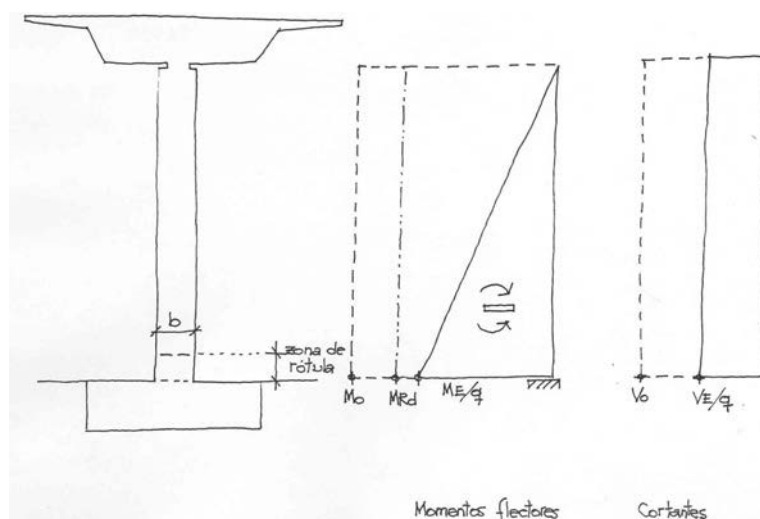 b
zona de
rótula
Mo
MRd
ME/q
Vo
VE/q
Momentos flectores
Cortantes